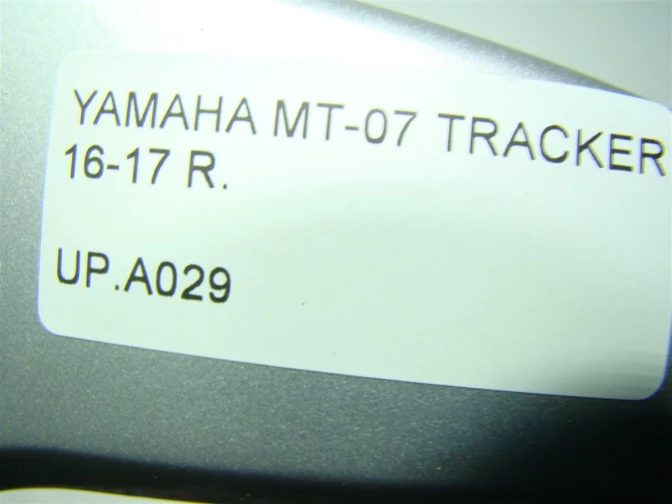 YAMAHA MT-07 TRACKER
16-17 R.
UP.A029